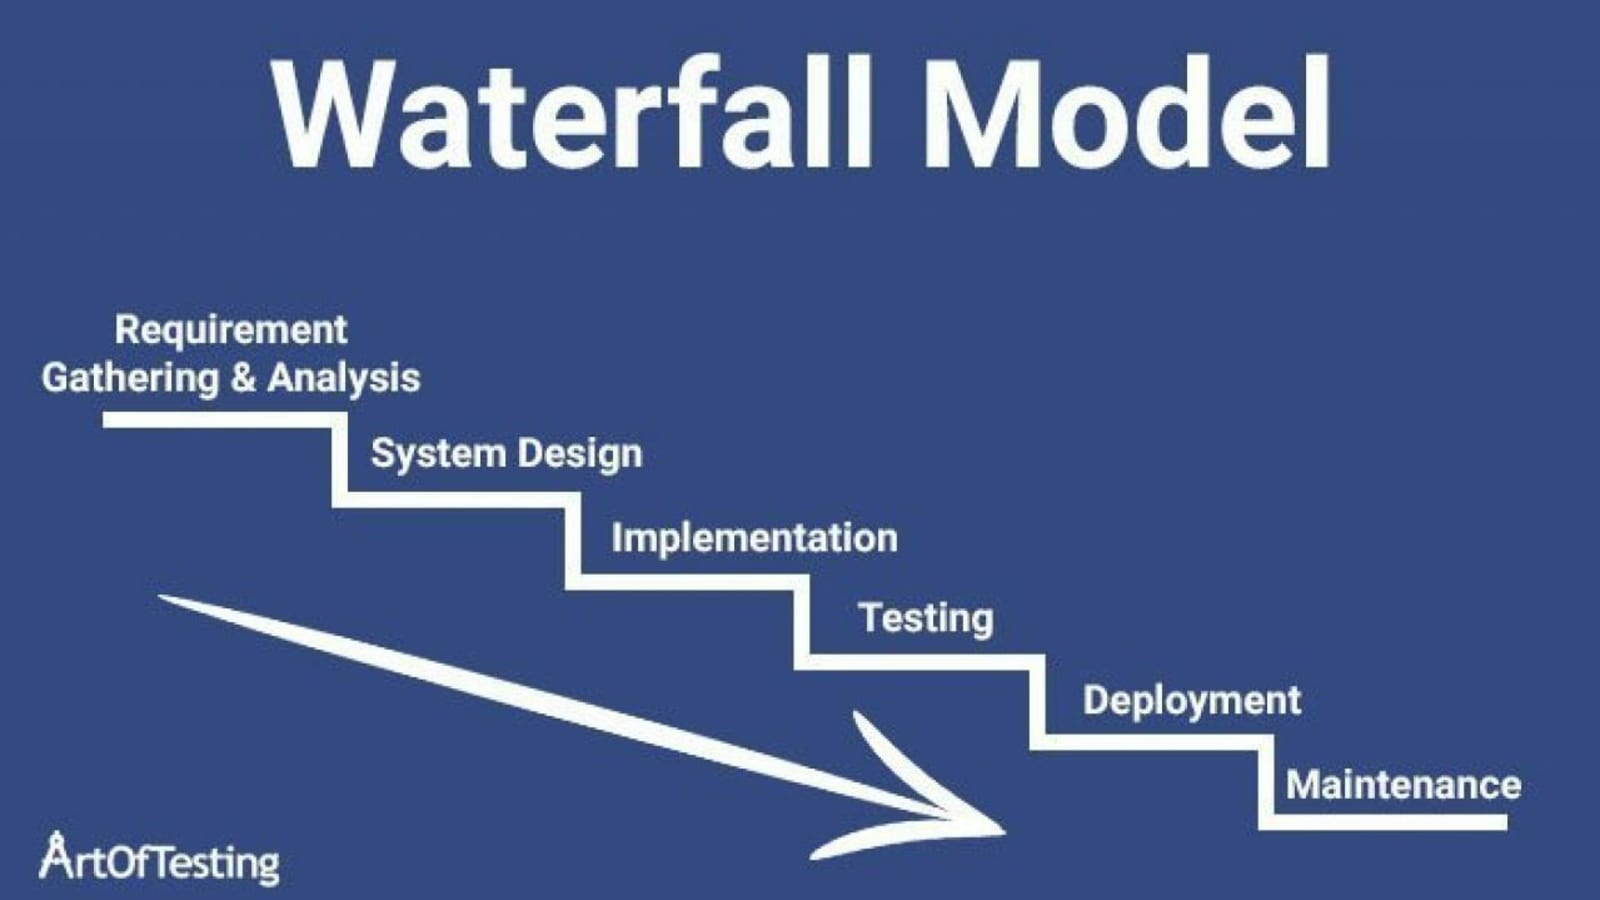 Waterfall Model
Requirement
Gathering & Analysis
System Design
Implementation
Testing
Deployment
Maintenance
ArtOfTesting